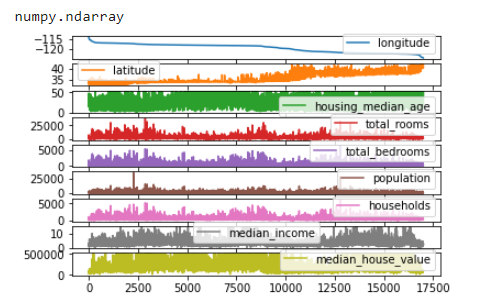 numpy.ndarray
-115
-120
longitude
40
35
latitude
50
0
housing_median_age
25000
0
total_rooms
5000
0
total_bedrooms
25000
0
population
5000
0
households
10
0
median_income
500000
0
median_house_value
0 2500 5000 7500 10000 12500 15000 17500